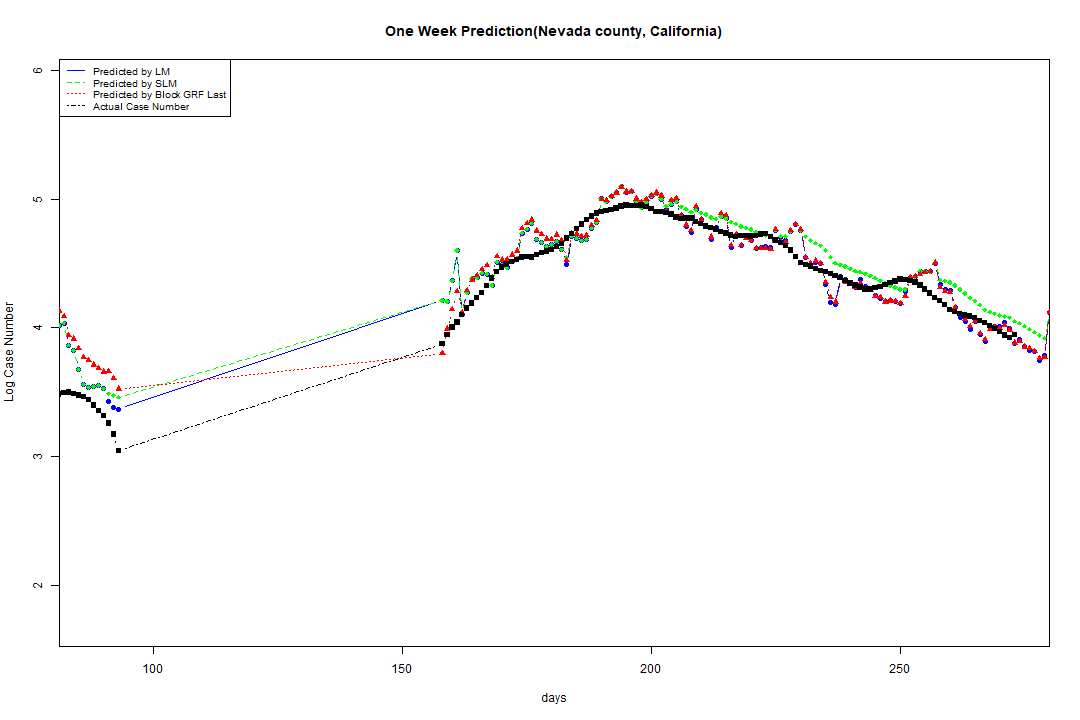 One Week Prediction(Nevada county, California)
Predicted by LM
Predicted by SLM
Predicted by Block GRF Last
Actual Case Number
6
5
4
3
2
Log Case Number
100 150 200 250
days